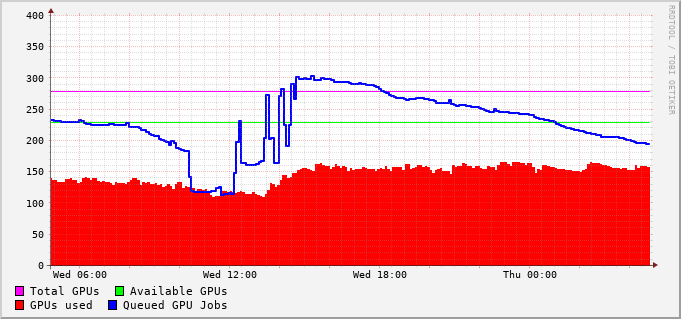 400
350
300
250
200
150
100
50
0
Wed 06:00 Wed 12:00 Wed 18:00 Thu 00:00
Total GPUs Available GPUs
GPUs used Queued GPU Jobs
RRDTOOL / TOBI OETIKER